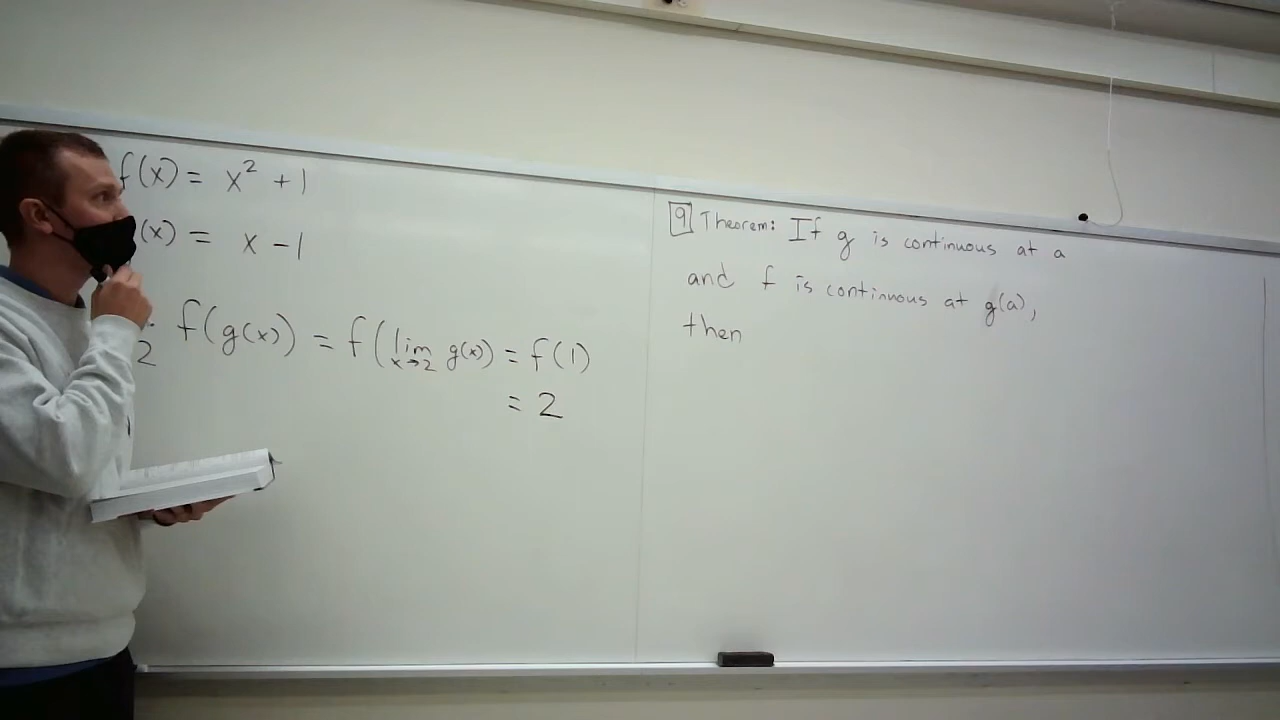 f(x) = x² + 1
(x) = x - 1
2 f(g(x)) = f(lim x→2 g(x)) = f(1)
= 2
9 Theorem: If g is continuous at a
and f is continuous at g(a),
then